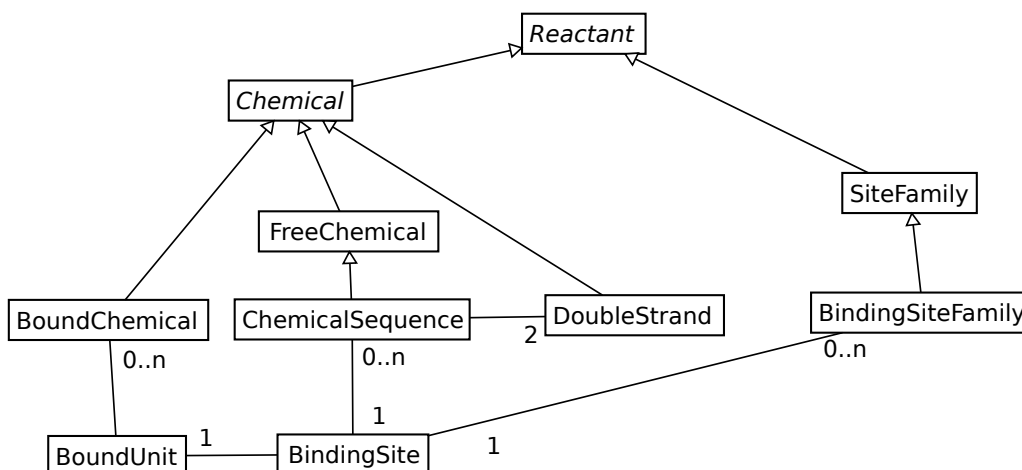 Reactant
Chemical
SiteFamily
FreeChemical
BoundChemical
ChemicalSequence
DoubleStrand
BindingSiteFamily
0..n
0..n
2
0..n
1
1
1
BoundUnit
BindingSite